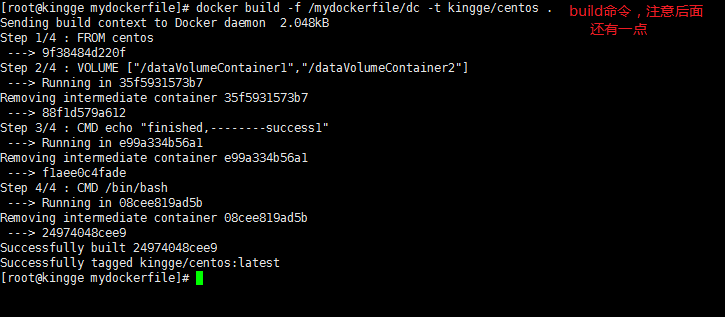 [root@kingge mydockerfile]# docker build -f /mydockerfile/dc -t kingge/centos .
build命令，注意后面
还有一点
Sending build context to Docker daemon  2.048kB
Step 1/4 : FROM centos
 ---> 9f38484d220f
Step 2/4 : VOLUME ["/dataVolumeContainer1","/dataVolumeContainer2"]
 ---> Running in 35f5931573b7
Removing intermediate container 35f5931573b7
 ---> 88f1d579a612
Step 3/4 : CMD echo "finished,--------success1"
 ---> Running in e99a334b56a1
Removing intermediate container e99a334b56a1
 ---> f1aee0c4fade
Step 4/4 : CMD /bin/bash
 ---> Running in 08cee819ad5b
Removing intermediate container 08cee819ad5b
 ---> 24974048cee9
Successfully built 24974048cee9
Successfully tagged kingge/centos:latest
[root@kingge mydockerfile]#